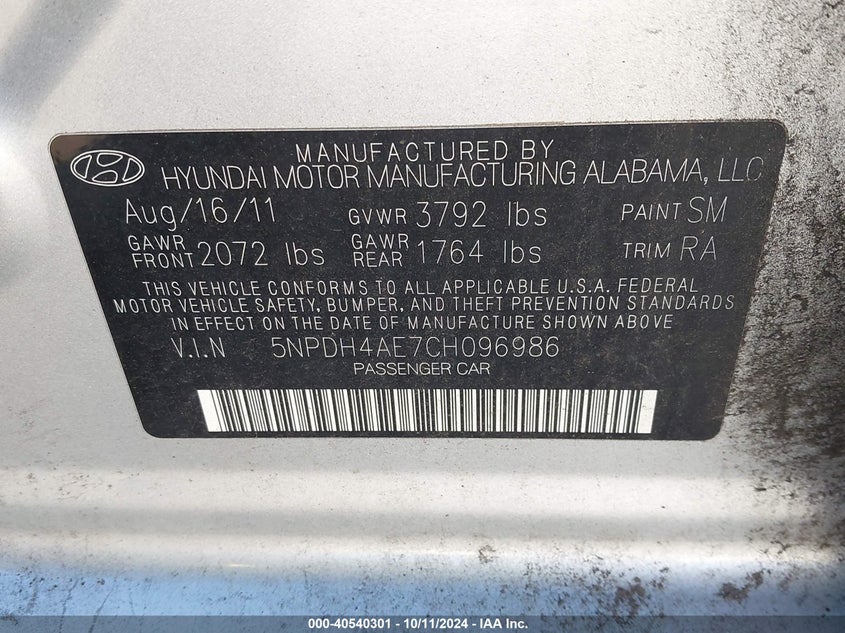 MANUFACTURED BY
HYUNDAI MOTOR MANUFACTURING ALABAMA, LLC
Aug/16/11 GVWR 3792 lbs PAINT SM
GAWR FRONT 2072 lbs GAWR REAR 1764 lbs TRIM RA
THIS VEHICLE CONFORMS TO ALL APPLICABLE U.S.A. FEDERAL
MOTOR VEHICLE SAFETY, BUMPER, AND THEFT PREVENTION STANDARDS
IN EFFECT ON THE DATE OF MANUFACTURE SHOWN ABOVE.
V.I.N 5NPDH4AE7CH096986
PASSENGER CAR
000-40540301 - 10/11/2024 - IAA Inc.